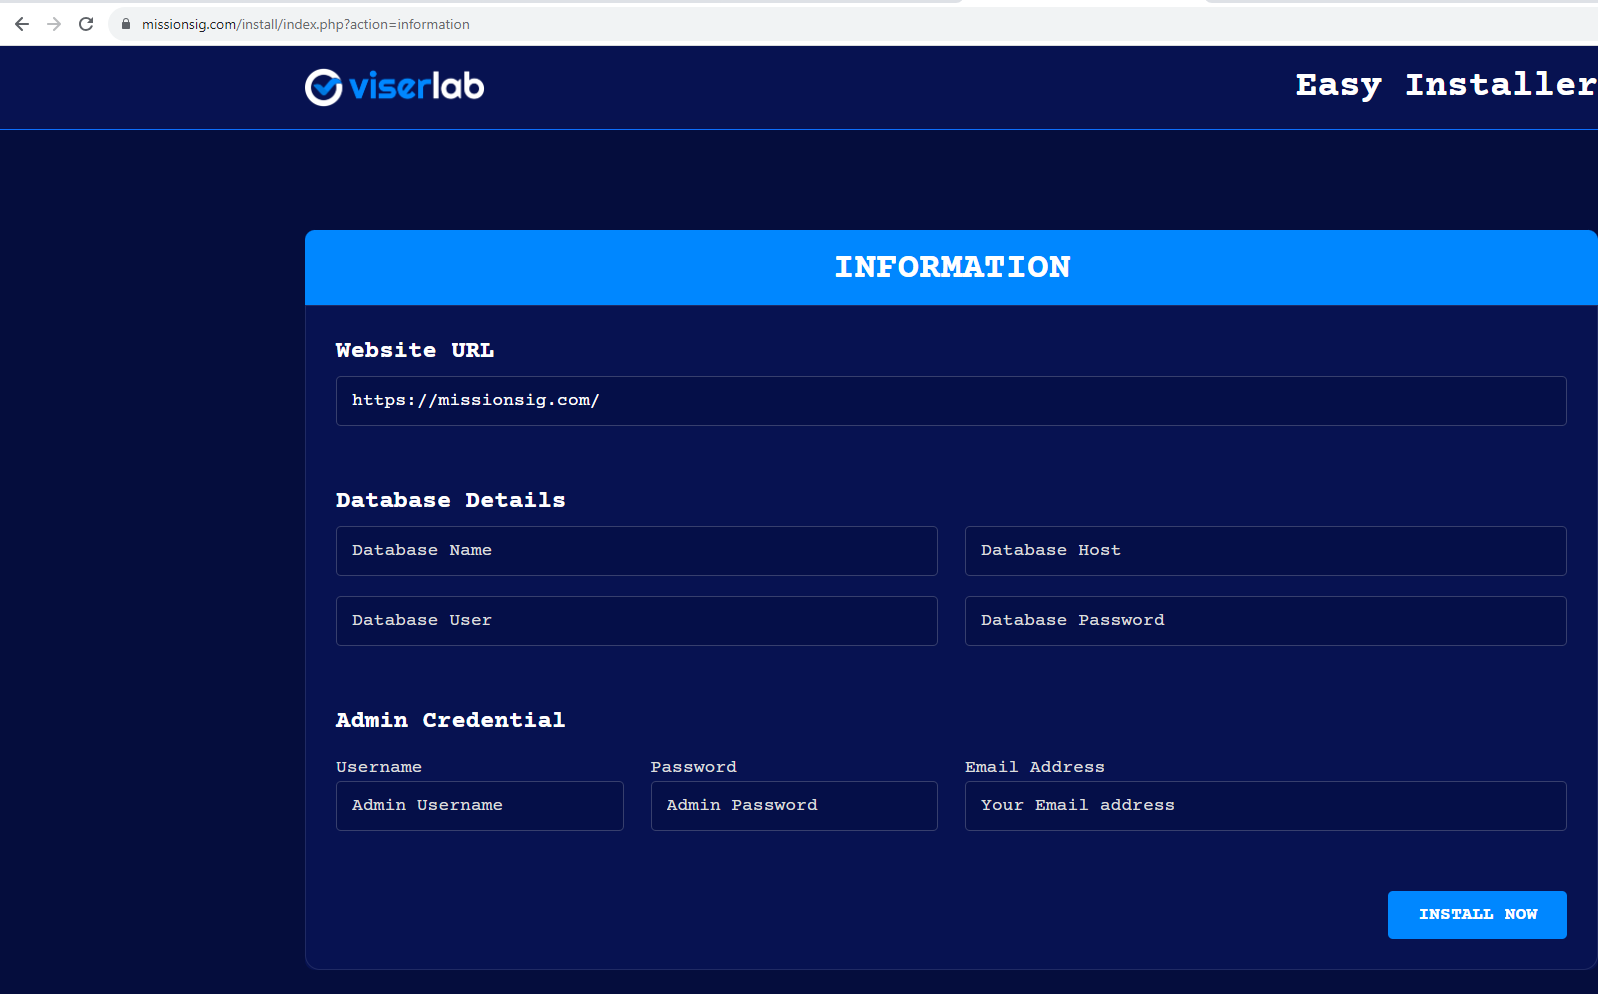 missionsig.com/install/index.php?action=information
viserlab
Easy Installer
INFORMATION
Website URL
https://missionsig.com/
Database Details
Database Name
Database Host
Database User
Database Password
Admin Credential
Username
Password
Email Address
Admin Username
Admin Password
Your Email address
INSTALL NOW